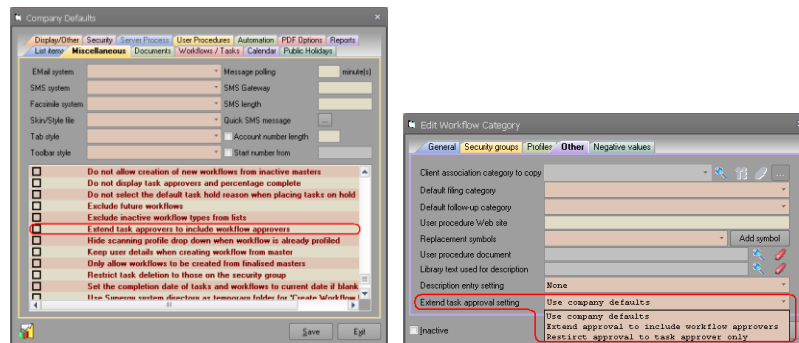 Company Defaults
Display/Other Security Server Process User Procedures Automation PDF Options Reports
List items Miscellaneous Documents Workflows / Tasks Calendar Public Holidays
EMail system Message polling minute(s)
SMS system SMS Gateway
Facsimile system SMS length
Skin/Style file Quick SMS message ...
Tab style Account number length
Toolbar style Start number from
Do not allow creation of new workflows from inactive masters
Do not display task approvers and percentage complete
Do not select the default task hold reason when placing tasks on hold
Exclude future workflows
Exclude inactive workflow types from lists
Extend task approvers to include workflow approvers
Hide scanning profile drop down when workflow is already profiled
Keep user details when creating workflow from master
Only allow workflows to be created from finalised masters
Restrict task deletion to those on the security group
Set the completion date of tasks and workflows to current date if blank
Use Synergy system directory as temporary folder for 'Create Workflow
Save Exit
Edit Workflow Category
General Security groups Profiles Other Negative values
Client association category to copy ...
Default filing category
Default follow-up category
User procedure Web site
Replacement symbols Add symbol
User procedure document
Library text used for description
Description entry setting None
Extend task approval setting Use company defaults
Use company defaults
Extend approval to include workflow approvers
Restirct approval to task approver only
Inactive